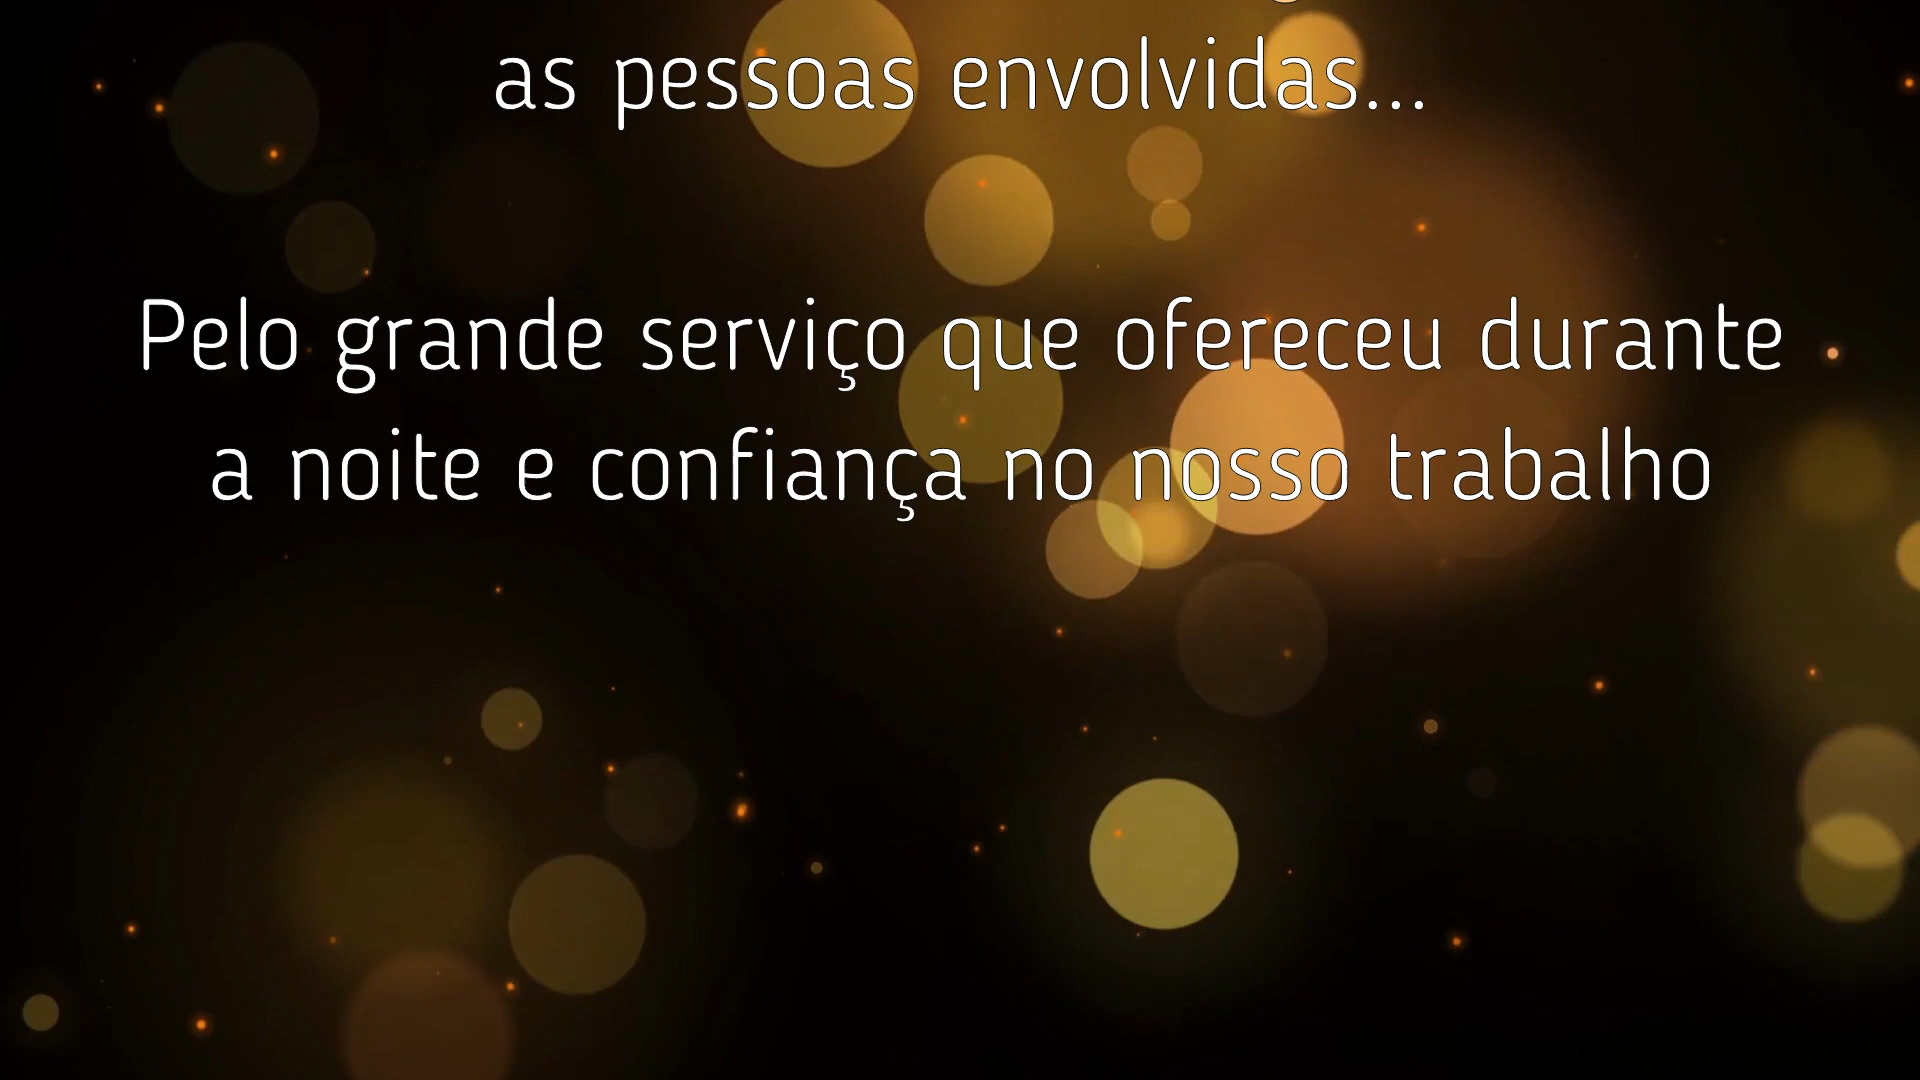 as pessoas envolvidas...
Pelo grande serviço que ofereceu durante
a noite e confiança no nosso trabalho